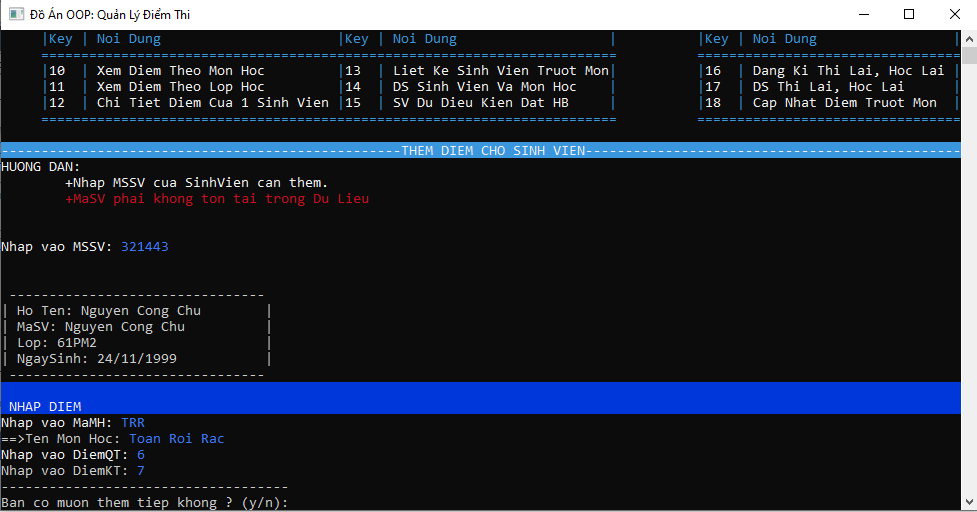 Đồ Án OOP: Quản Lý Điểm Thi
|Key | Noi Dung |Key | Noi Dung | |Key | Noi Dung |
========================================================================= =================================
|10 | Xem Diem Theo Mon Hoc |13 | Liet Ke Sinh Vien Truot Mon| |16 | Dang Ki Thi Lai, Hoc Lai |
|11 | Xem Diem Theo Lop Hoc |14 | DS Sinh Vien Va Mon Hoc | |17 | DS Thi Lai, Hoc Lai |
|12 | Chi Tiet Diem Cua 1 Sinh Vien |15 | SV Du Dieu Kien Dat HB | |18 | Cap Nhat Diem Truot Mon |
========================================================================= =================================
--------------------------------------------------THEM DIEM CHO SINH VIEN-----------------------------------------------
HUONG DAN:
+Nhap MSSV cua SinhVien can them.
+MaSV phai khong ton tai trong Du Lieu
Nhap vao MSSV: 321443
--------------------------------
| Ho Ten: Nguyen Cong Chu |
| MaSV: Nguyen Cong Chu |
| Lop: 61PM2 |
| NgaySinh: 24/11/1999 |
--------------------------------
NHAP DIEM
Nhap vao MaMH: TRR
==>Ten Mon Hoc: Toan Roi Rac
Nhap vao DiemQT: 6
Nhap vao DiemKT: 7
------------------------------------
Ban co muon them tiep khong ? (y/n):